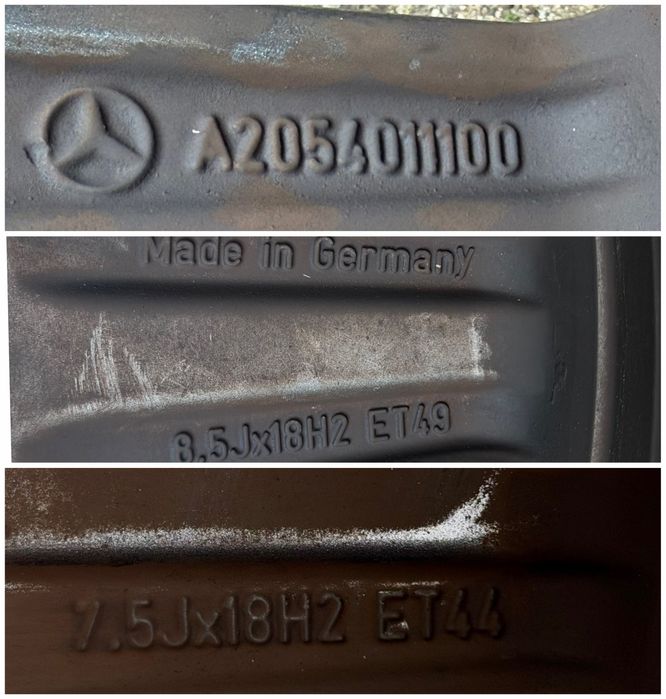 A2054011100
Made in Germany
8.5Jx18H2 ET49
7.5Jx18H2 ET44